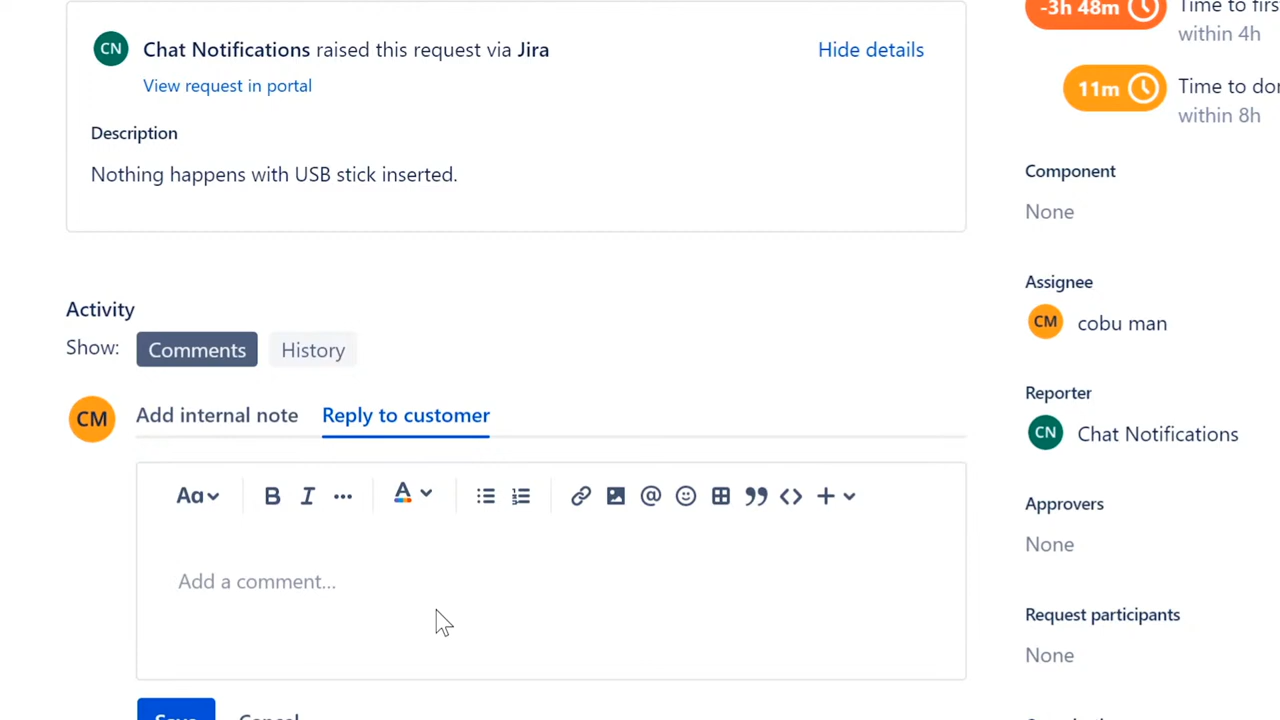 CN
Chat Notifications raised this request via Jira
Hide details
View request in portal
Description
Nothing happens with USB stick inserted.
Activity
Show:
Comments
History
CM
Add internal note
Reply to customer
Aa
B I ...
A
@
Add a comment...
Save
Cancel
-3h 48m
Time to firs
within 4h
11m
Time to don
within 8h
Component
None
Assignee
CM
cobu man
Reporter
CN
Chat Notifications
Approvers
None
Request participants
None